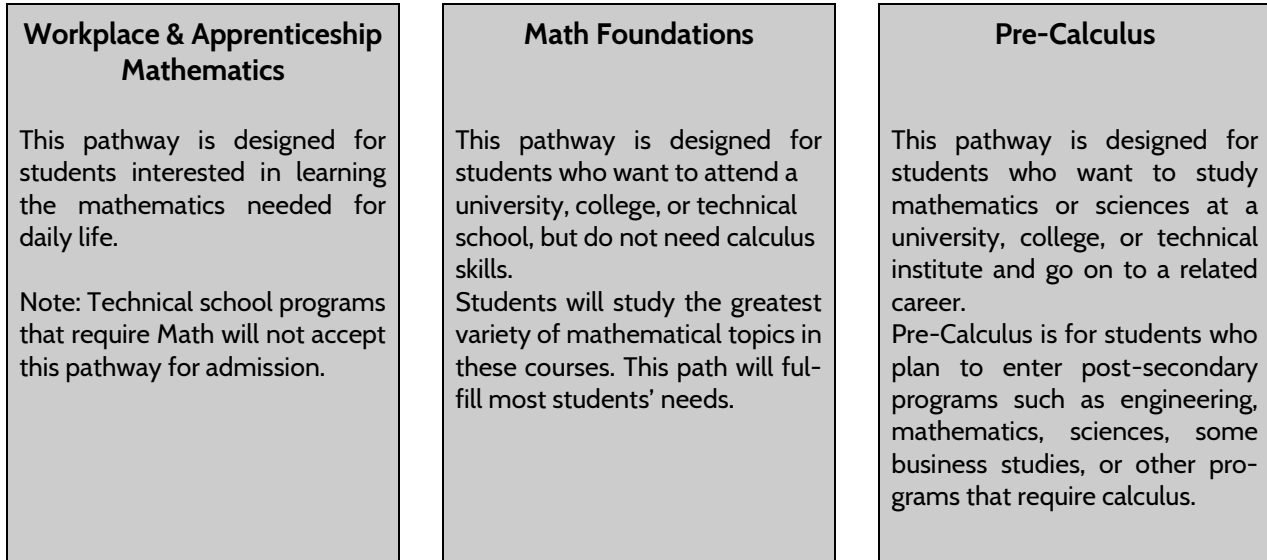 Workplace & Apprenticeship
Mathematics
This pathway is designed for
students interested in learning
the mathematics needed for
daily life.
Note: Technical school programs
that require Math will not accept
this pathway for admission.
Math Foundations
This pathway is designed for
students who want to attend a
university, college, or technical
school, but do not need calculus
skills.
Students will study the greatest
variety of mathematical topics in
these courses. This path will ful-
fill most students’ needs.
Pre-Calculus
This pathway is designed for
students who want to study
mathematics or sciences at a
university, college, or technical
institute and go on to a related
career.
Pre-Calculus is for students who
plan to enter post-secondary
programs such as engineering,
mathematics, sciences, some
business studies, or other pro-
grams that require calculus.